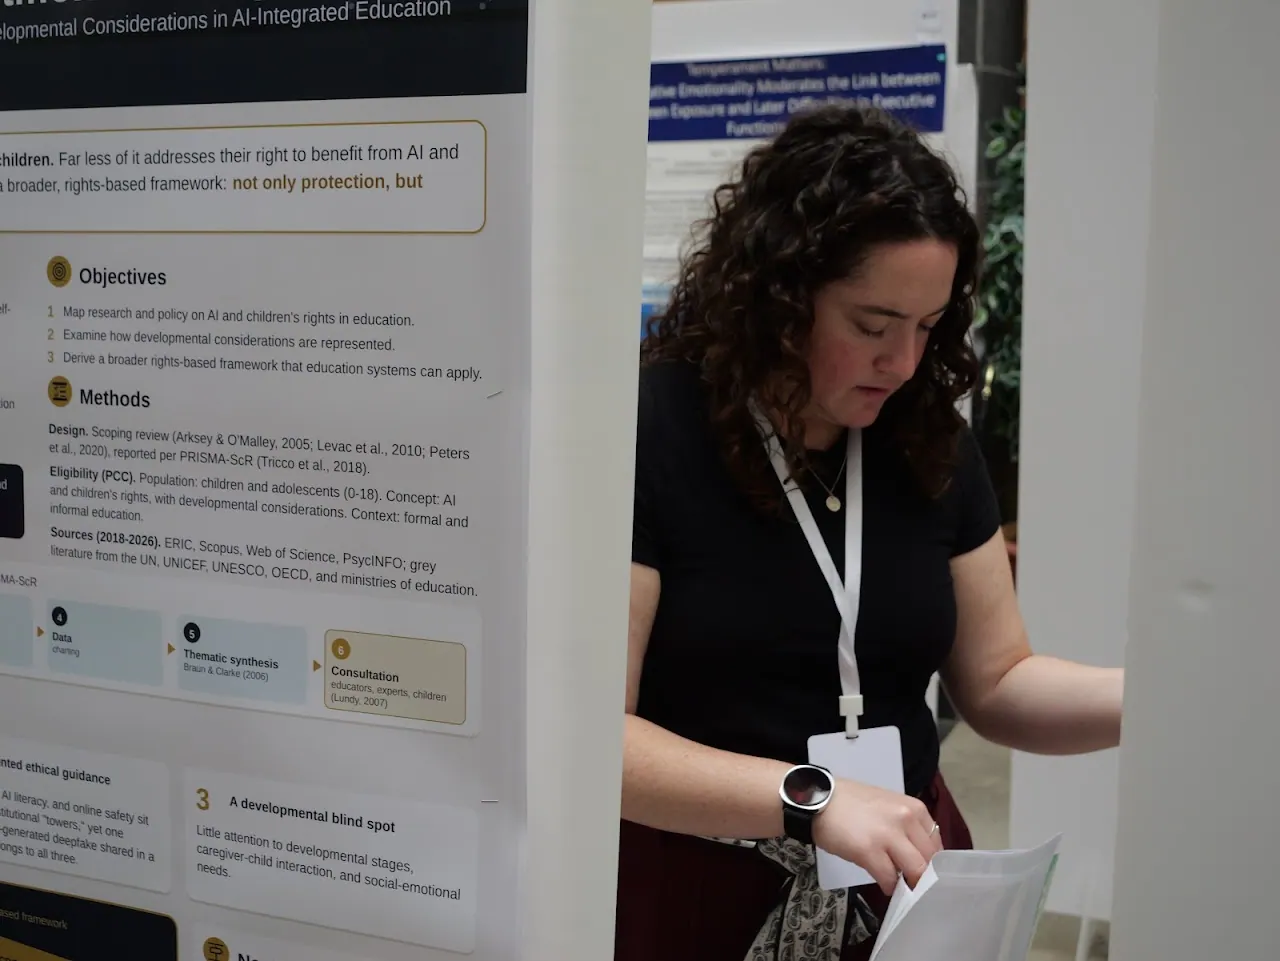 elopmental Considerations in AI-Integrated Education
children. Far less of it addresses their right to benefit from AI and
a broader, rights-based framework: not only protection, but
Objectives
1 Map research and policy on AI and children's rights in education.
2 Examine how developmental considerations are represented.
3 Derive a broader rights-based framework that education systems can apply.
Methods
Design. Scoping review (Arksey & O'Malley, 2005; Levac et al., 2010; Peters
et al., 2020), reported per PRISMA-ScR (Tricco et al., 2018).
Eligibility (PCC). Population: children and adolescents (0-18). Concept: AI
and children's rights, with developmental considerations. Context: formal and
informal education.
Sources (2018-2026). ERIC, Scopus, Web of Science, PsycINFO; grey
literature from the UN, UNICEF, UNESCO, OECD, and ministries of education.
MA-ScR
4
Data
charting
5
Thematic synthesis
Braun & Clarke (2006)
6
Consultation
educators, experts, children
(Lundy, 2007)
nted ethical guidance
AI literacy, and online safety sit
stitutional "towers," yet one
-generated deepfake shared in a
ongs to all three.
3 A developmental blind spot
Little attention to developmental stages,
caregiver-child interaction, and social-emotional
needs.
ased framework
Temperament Matters:
ative Emotionality Moderates the Link between
en Exposure and Later in Executive
Function